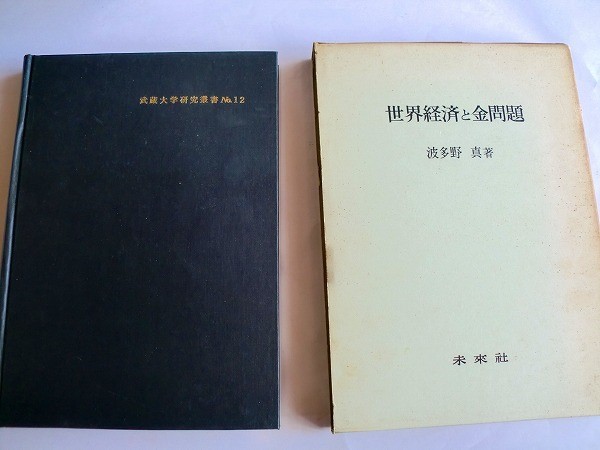 武蔵大学研究叢書No.12
世界経済と金問題
波多野 真著
未来社